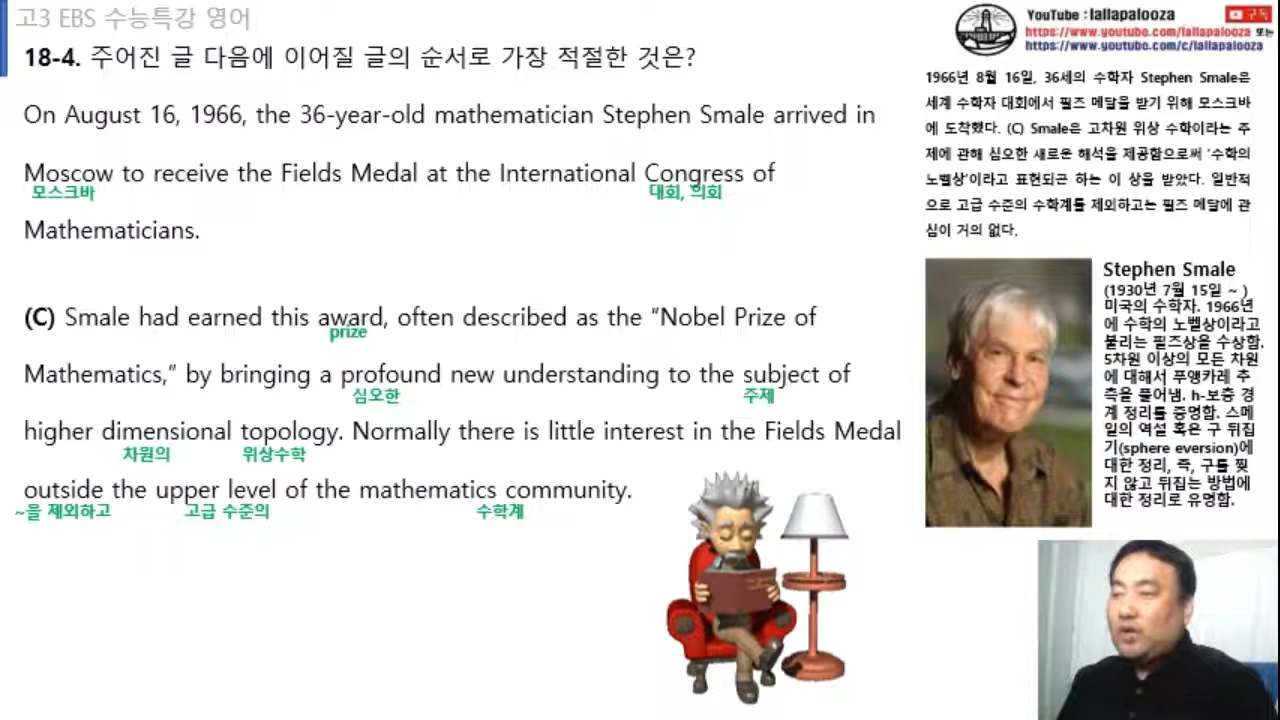 고3 EBS 수능특강 영어
18-4. 주어진 글 다음에 이어질 글의 순서로 가장 적절한 것은?
On August 16, 1966, the 36-year-old mathematician Stephen Smale arrived in
Moscow to receive the Fields Medal at the International Congress of
모스크바 대회, 의회
Mathematicians.
(C) Smale had earned this award, often described as the "Nobel Prize of
prize
Mathematics," by bringing a profound new understanding to the subject of
심오한 주제
higher dimensional topology. Normally there is little interest in the Fields Medal
차원의 위상수학
outside the upper level of the mathematics community.
~을 제외하고 고급 수준의 수학계
YouTube : lallapalooza 구독
https://www.youtube.com/lallapalooza 또는
https://www.youtube.com/c/lallapalooza
1966년 8월 16일, 36세의 수학자 Stephen Smale은
세계 수학자 대회에서 필즈 메달을 받기 위해 모스크바
에 도착했다. (C) Smale은 고차원 위상 수학이라는 주
제에 관해 심오한 새로운 해석을 제공함으로써 '수학의
노벨상'이라고 표현되곤 하는 이 상을 받았다. 일반적
으로 고급 수준의 수학계를 제외하고는 필즈 메달에 관
심이 거의 없다.
Stephen Smale
(1930년 7월 15일 ~ )
미국의 수학자. 1966년
에 수학의 노벨상이라고
불리는 필즈상을 수상함.
5차원 이상의 모든 차원
에 대해서 푸앵카레 추
측을 풀어냄. h-보충 경
계 정리를 증명함. 스메
일의 역설 혹은 구 뒤집
기(sphere eversion)에
대한 정리, 즉, 구를 찢
지 않고 뒤집는 방법에
대한 정리로 유명함.